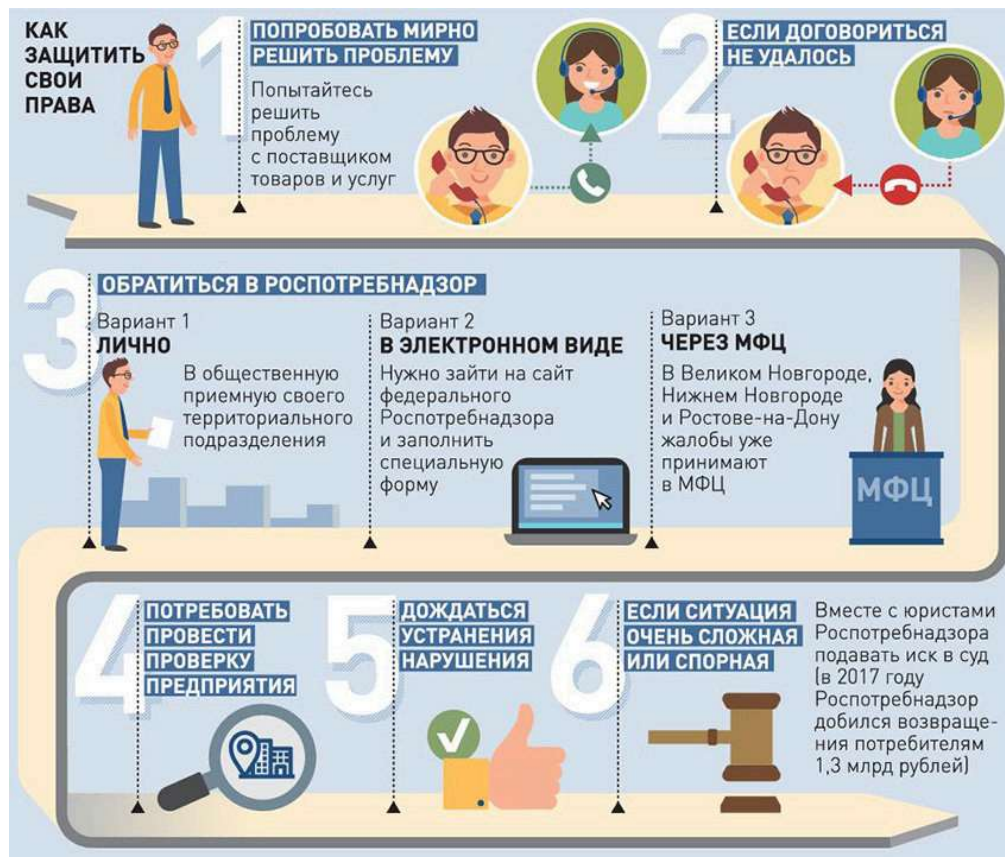 КАК
ЗАЩИТИТЬ
СВОИ
ПРАВА
1
ПОПРОБОВАТЬ МИРНО
РЕШИТЬ ПРОБЛЕМУ
Попытайтесь
решить
проблему
с поставщиком
товаров и услуг
2
ЕСЛИ ДОГОВОРИТЬСЯ
НЕ УДАЛОСЬ
3
ОБРАТИТЬСЯ В РОСПОТРЕБНАДЗОР
Вариант 1
ЛИЧНО
В общественную
приемную своего
территориального
подразделения
Вариант 2
В ЭЛЕКТРОННОМ ВИДЕ
Нужно зайти на сайт
федерального
Роспотребнадзора
и заполнить
специальную
форму
Вариант 3
ЧЕРЕЗ МФЦ
В Великом Новгороде,
Нижнем Новгороде
и Ростове-на-Дону
жалобы уже
принимают
в МФЦ
МФЦ
4
ПОТРЕБОВАТЬ
ПРОВЕСТИ
ПРОВЕРКУ
ПРЕДПРИЯТИЯ
5
ДОЖДАТЬСЯ
УСТРАНЕНИЯ
НАРУШЕНИЯ
6
ЕСЛИ СИТУАЦИЯ
ОЧЕНЬ СЛОЖНАЯ
ИЛИ СПОРНАЯ
Вместе с юристами
Роспотребнадзора
подавать иск в суд
(в 2017 году
Роспотребнадзор
добился возвраще-
ния потребителям
1,3 млрд рублей)